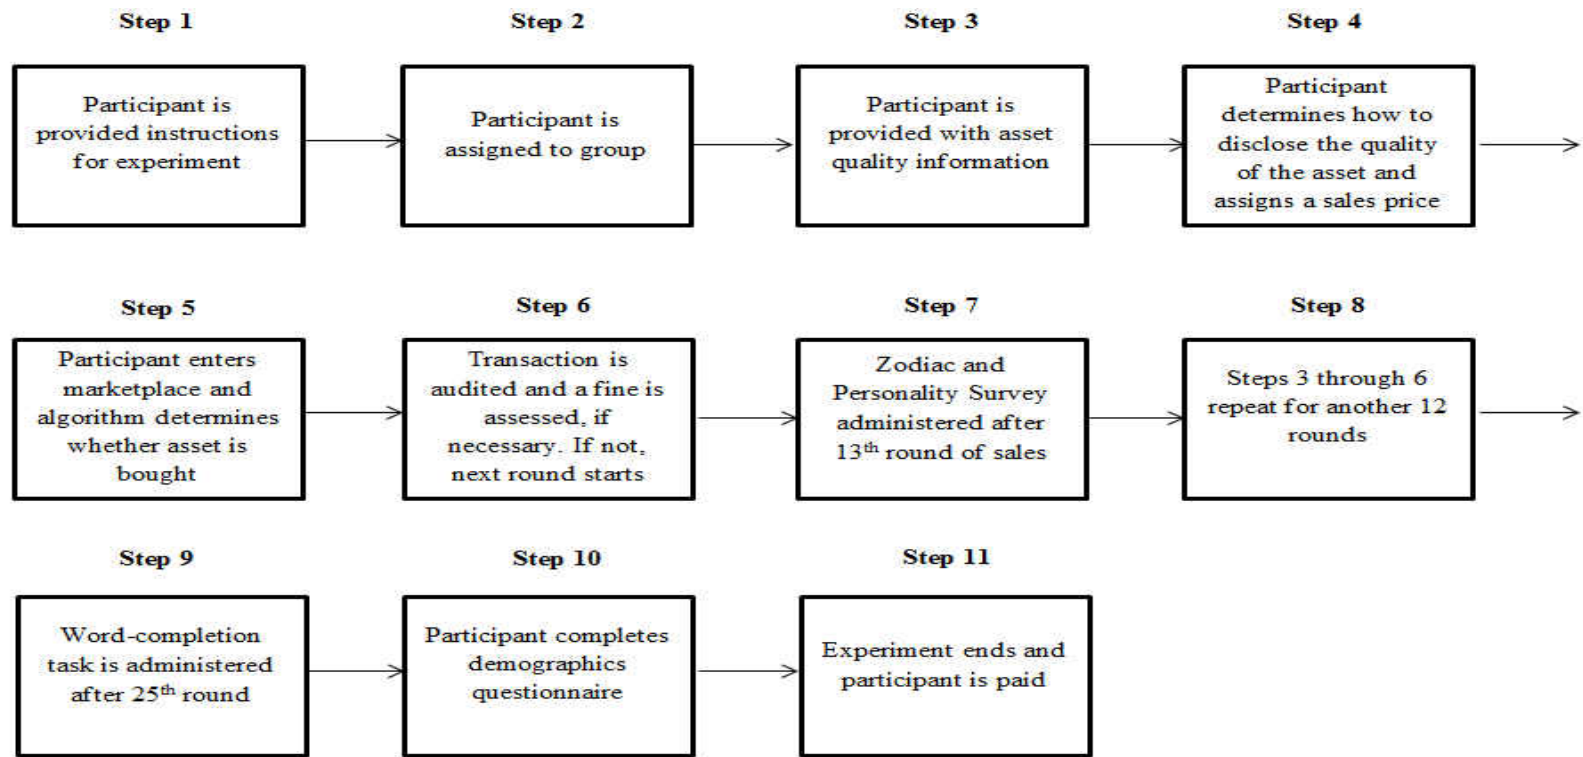 Step 1
Step 2
Step 3
Step 4
Participant is
provided instructions
for experiment
Participant is
assigned to group
Participant is
provided with asset
quality information
Participant
determines how to
disclose the quality
of the asset and
assigns a sales price
Step 5
Step 6
Step 7
Step 8
Participant enters
marketplace and
algorithm determines
whether asset is
bought
Transaction is
audited and a fine is
assessed, if
necessary. If not,
next round starts
Zodiac and
Personality Survey
administered after
13th round of sales
Steps 3 through 6
repeat for another 12
rounds
Step 9
Step 10
Step 11
Word-completion
task is administered
after 25th round
Participant completes
demographics
questionnaire
Experiment ends and
participant is paid